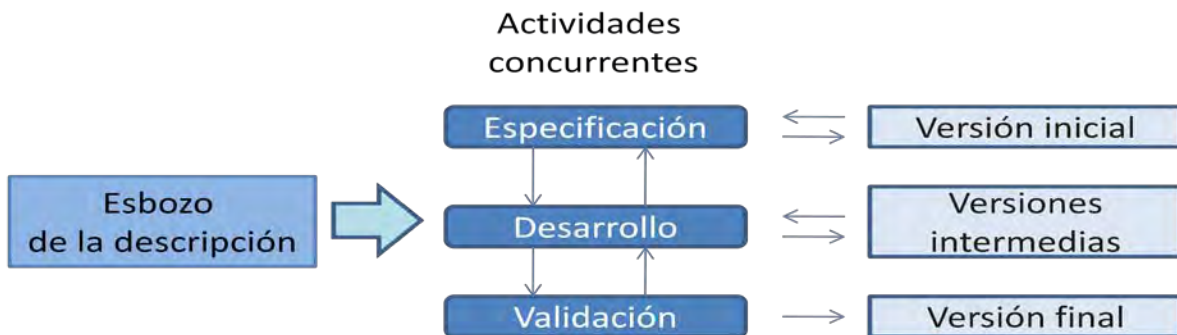 Actividades
concurrentes
Especificación
Versión inicial
Esbozo
de la descripción
Desarrollo
Versiones
intermedias
Validación
Versión final